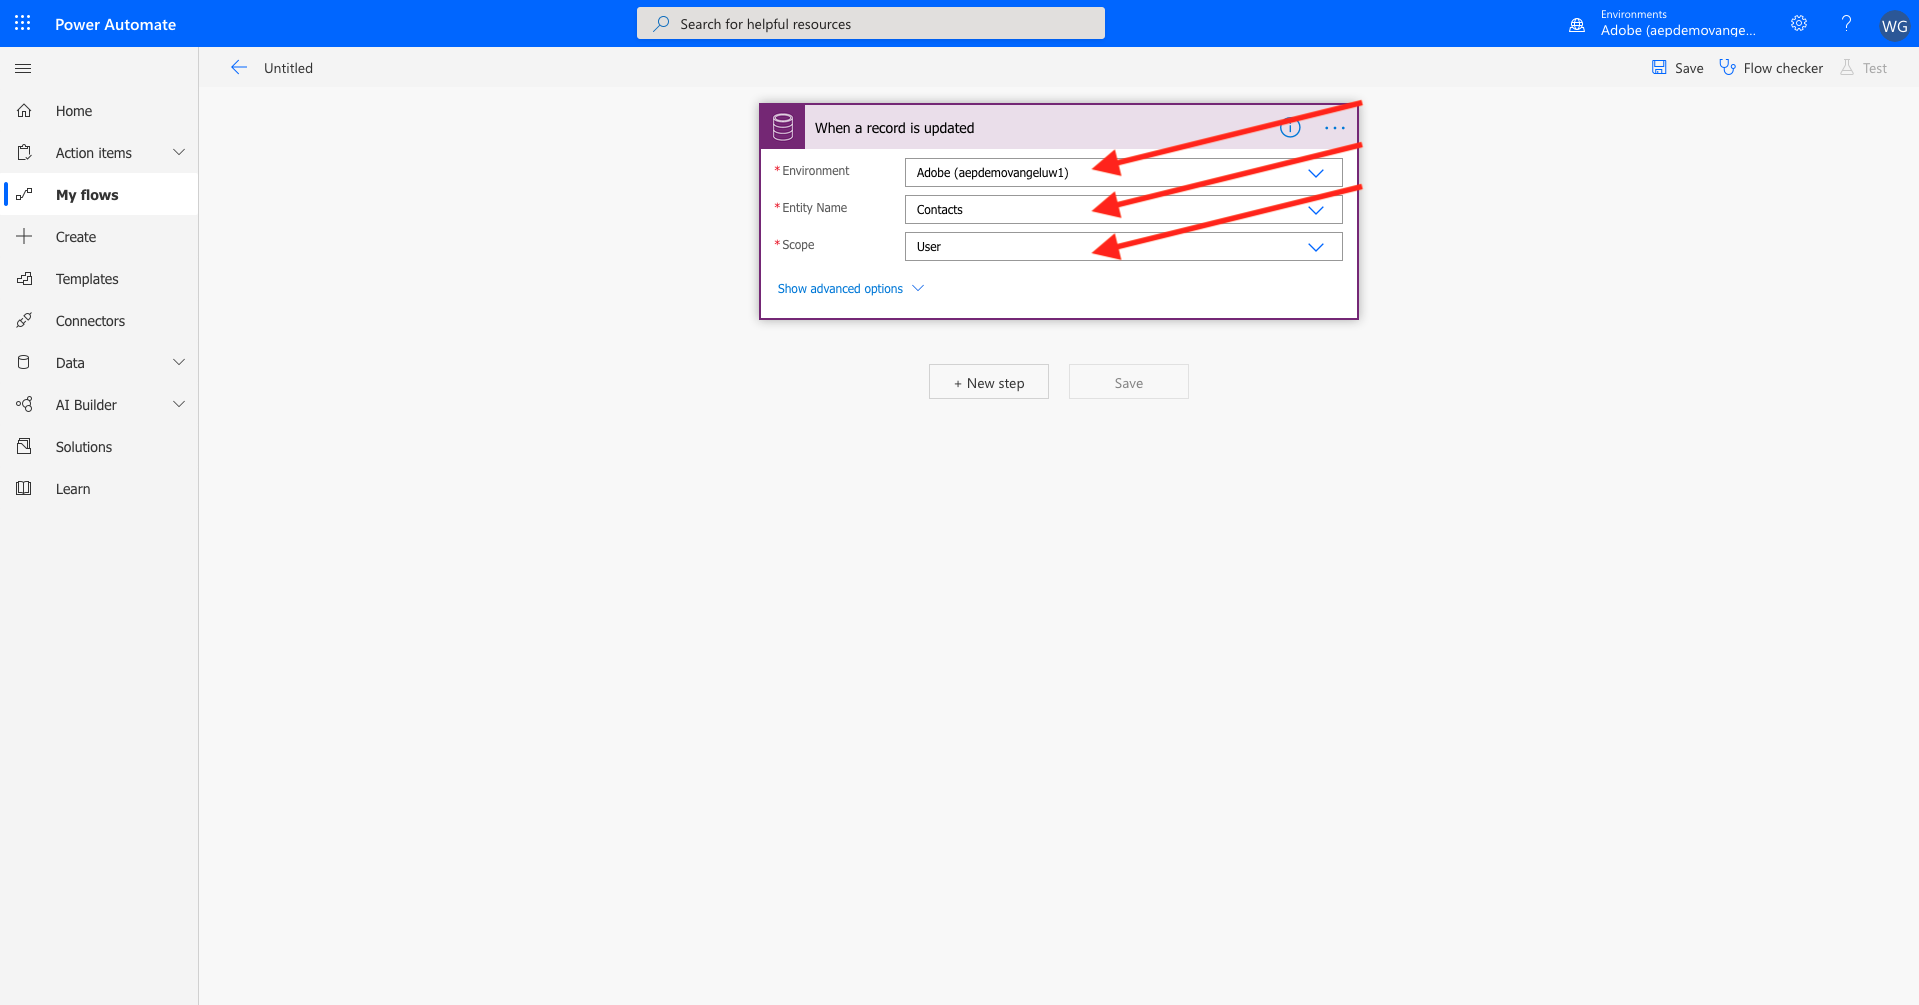 Power Automate
Search for helpful resources
Environments
Adobe (aepdemovange...
?
WG
Untitled
Save
Flow checker
Test
Home
Action items
My flows
Create
Templates
Connectors
Data
AI Builder
Solutions
Learn
When a record is updated
* Environment
Adobe (aepdemovangeluw1)
* Entity Name
Contacts
* Scope
User
Show advanced options
+ New step
Save